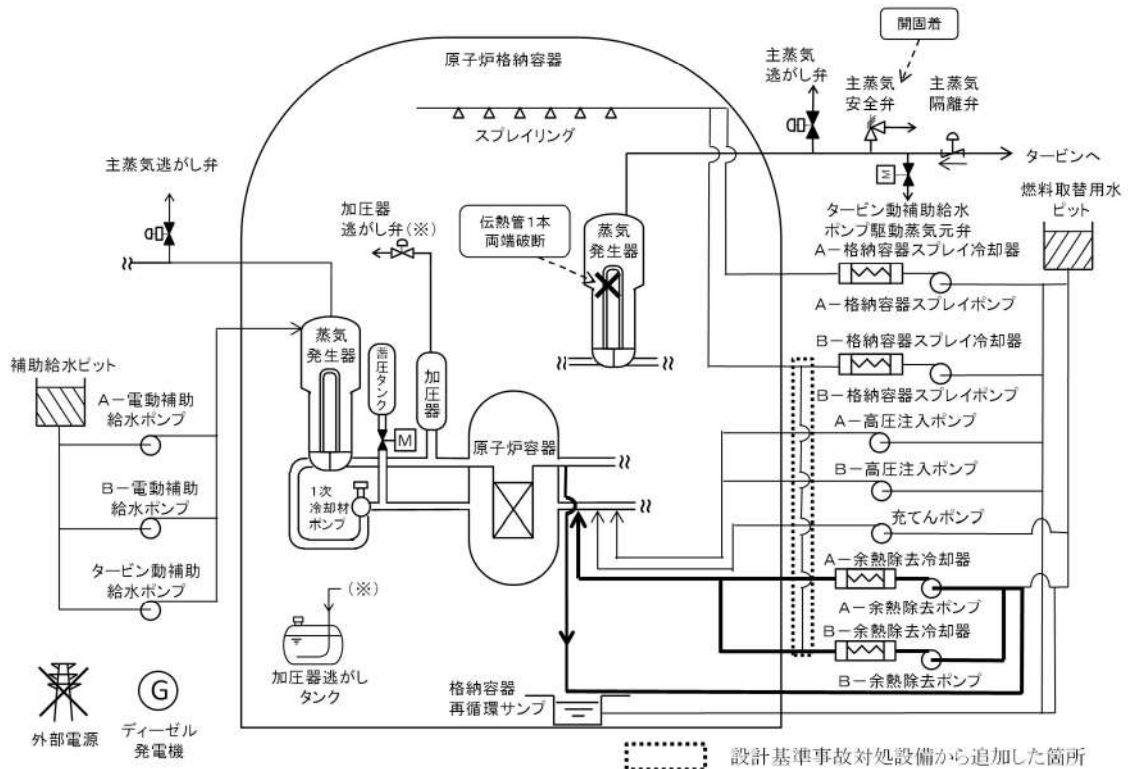 開固着
原子炉格納容器
主蒸気
逃がし弁
主蒸気
安全弁
主蒸気
隔離弁
スプレイリング
タービンへ
主蒸気逃がし弁
加圧器
逃がし弁(※)
伝熱管1本
両端破断
蒸気
発生器
M
タービン動補助給水
ポンプ駆動蒸気元弁
燃料取替用水
ピット
A-格納容器スプレイ冷却器
A-格納容器スプレイポンプ
B-格納容器スプレイ冷却器
B-格納容器スプレイポンプ
補助給水ピット
蒸気
発生器
蓄圧タンク
加圧器
M
A-電動補助
給水ポンプ
原子炉容器
A-高圧注入ポンプ
B-高圧注入ポンプ
B-電動補助
給水ポンプ
1次
冷却材
ポンプ
充てんポンプ
タービン動補助
給水ポンプ
A-余熱除去冷却器
A-余熱除去ポンプ
(※)
B-余熱除去冷却器
B-余熱除去ポンプ
加圧器逃がし
タンク
格納容器
再循環サンプ
外部電源
G
ディーゼル
発電機
設計基準事故対処設備から追加した箇所